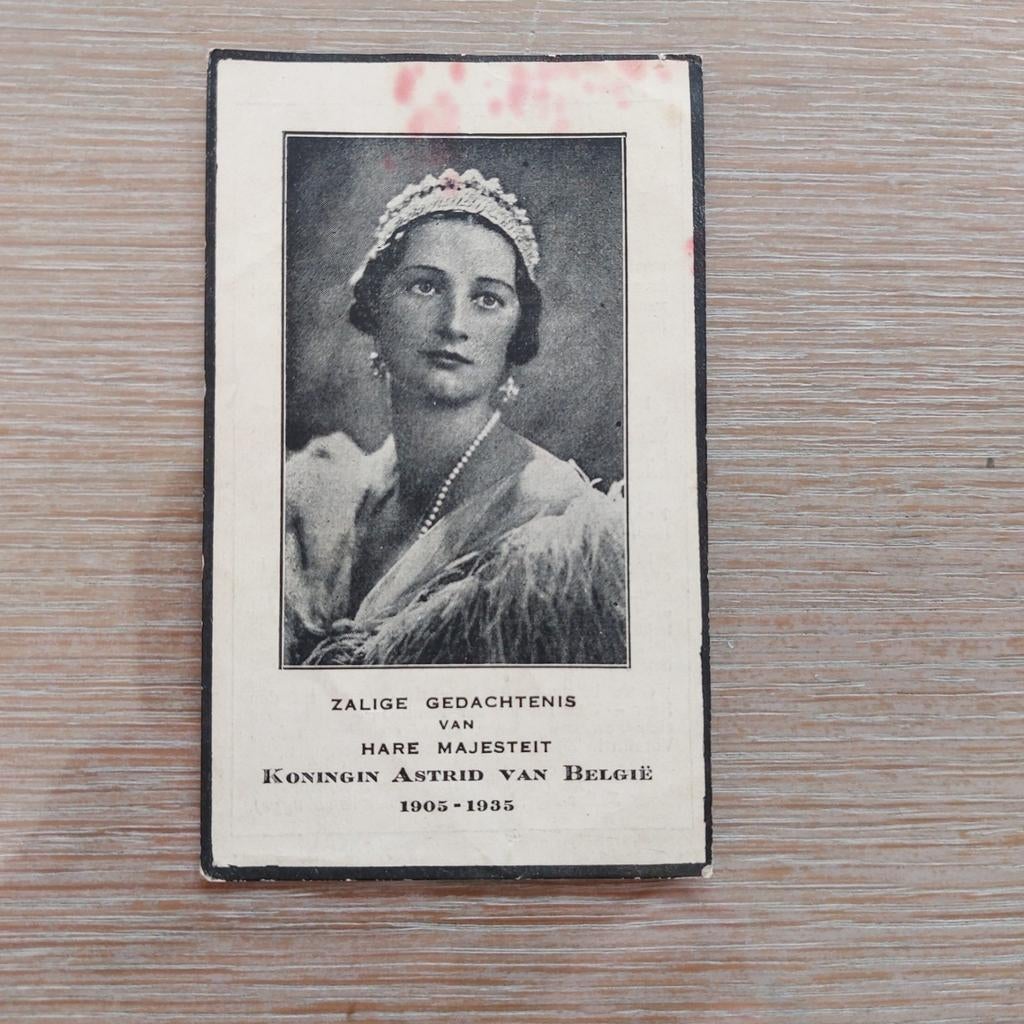 ZALIGE GEDACHTENIS
VAN
HARE MAJESTEIT
KONINGIN ASTRID VAN BELGIË
1905-1935